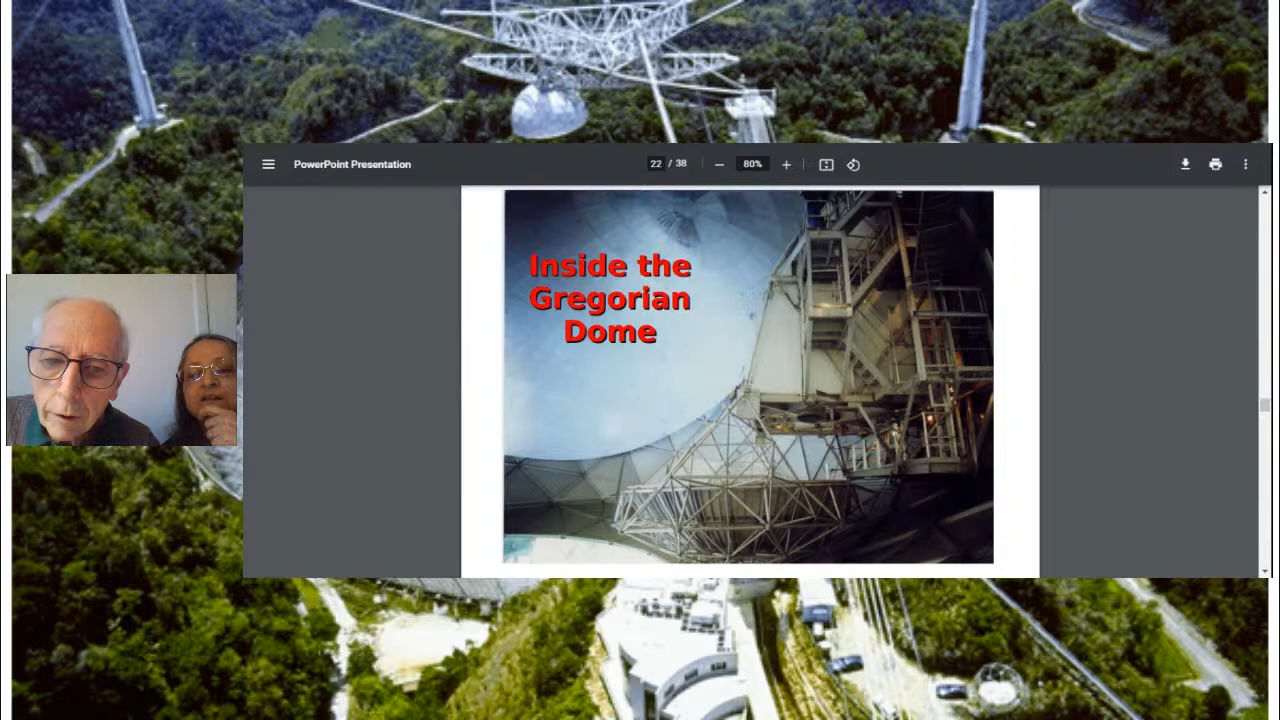 PowerPoint Presentation
22 / 38
80%
Inside the
Gregorian
Dome